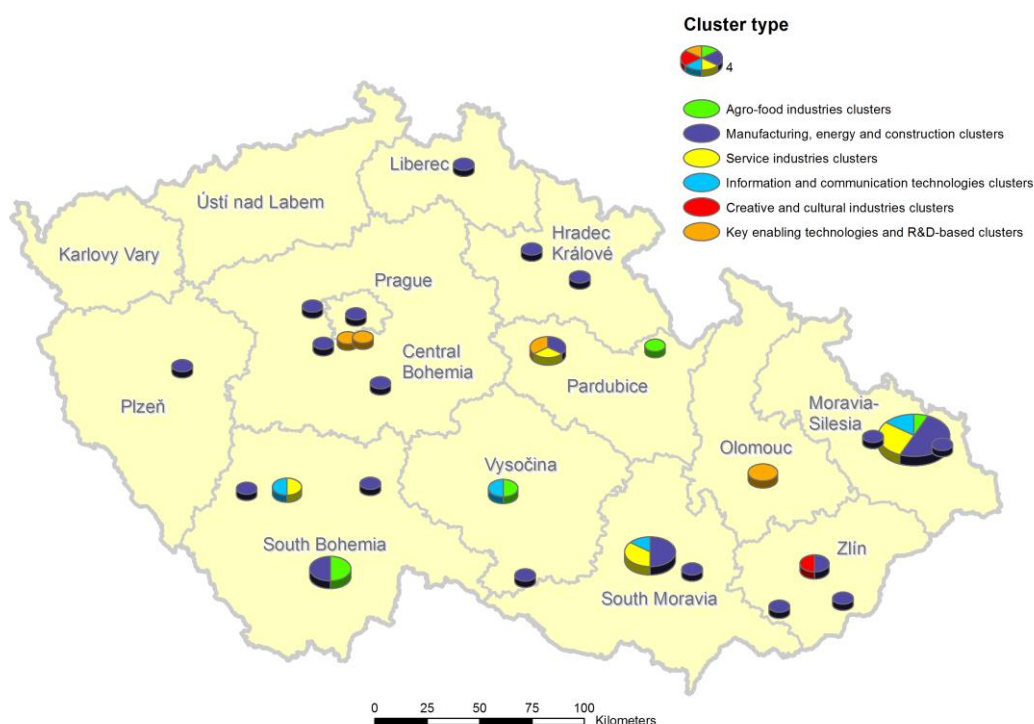 Cluster type
4
Agro-food industries clusters
Manufacturing, energy and construction clusters
Service industries clusters
Information and communication technologies clusters
Creative and cultural industries clusters
Key enabling technologies and R&D-based clusters
Liberec
Ústí nad Labem
Karlovy Vary
Hradec
Králové
Prague
Central
Bohemia
Pardubice
Plzeň
Moravia-
Silesia
Olomouc
Vysočina
South Bohemia
Zlín
South Moravia
0 25 50 75 100
Kilometers